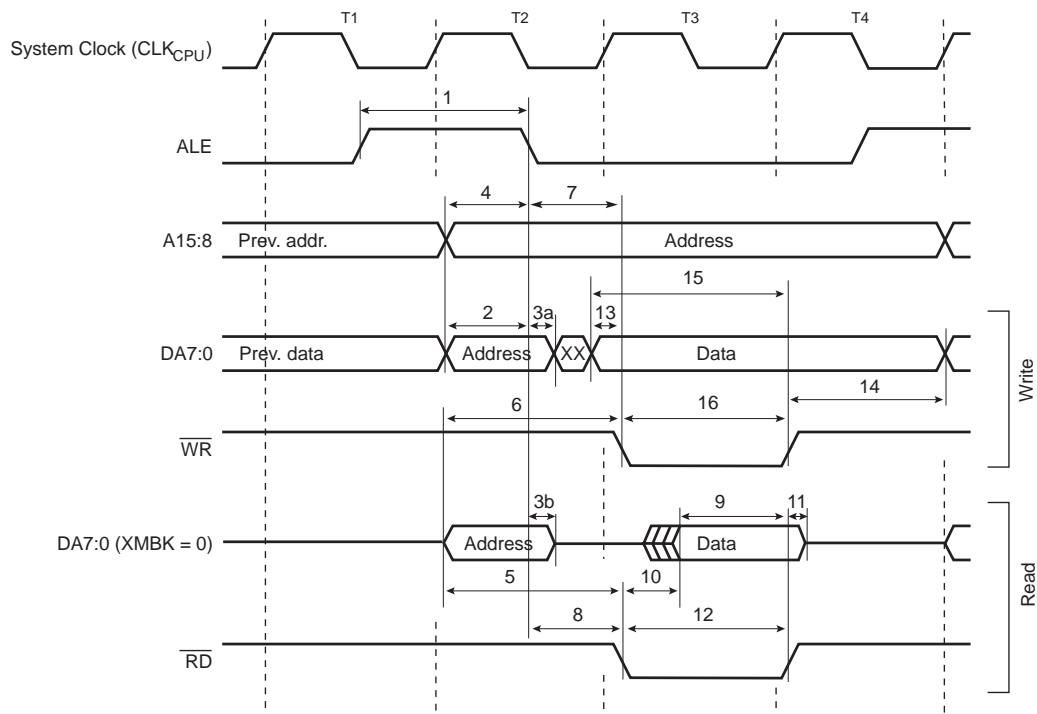 T1 T2 T3 T4
System Clock (CLKCPU)
1
ALE
4 7
A15:8 Prev. addr. Address
15
2 3a 13
DA7:0 Prev. data Address XX Data
14
6 16
WR
Write
3b 9 11
DA7:0 (XMBK = 0) Address Data
5 10
8 12
RD
Read